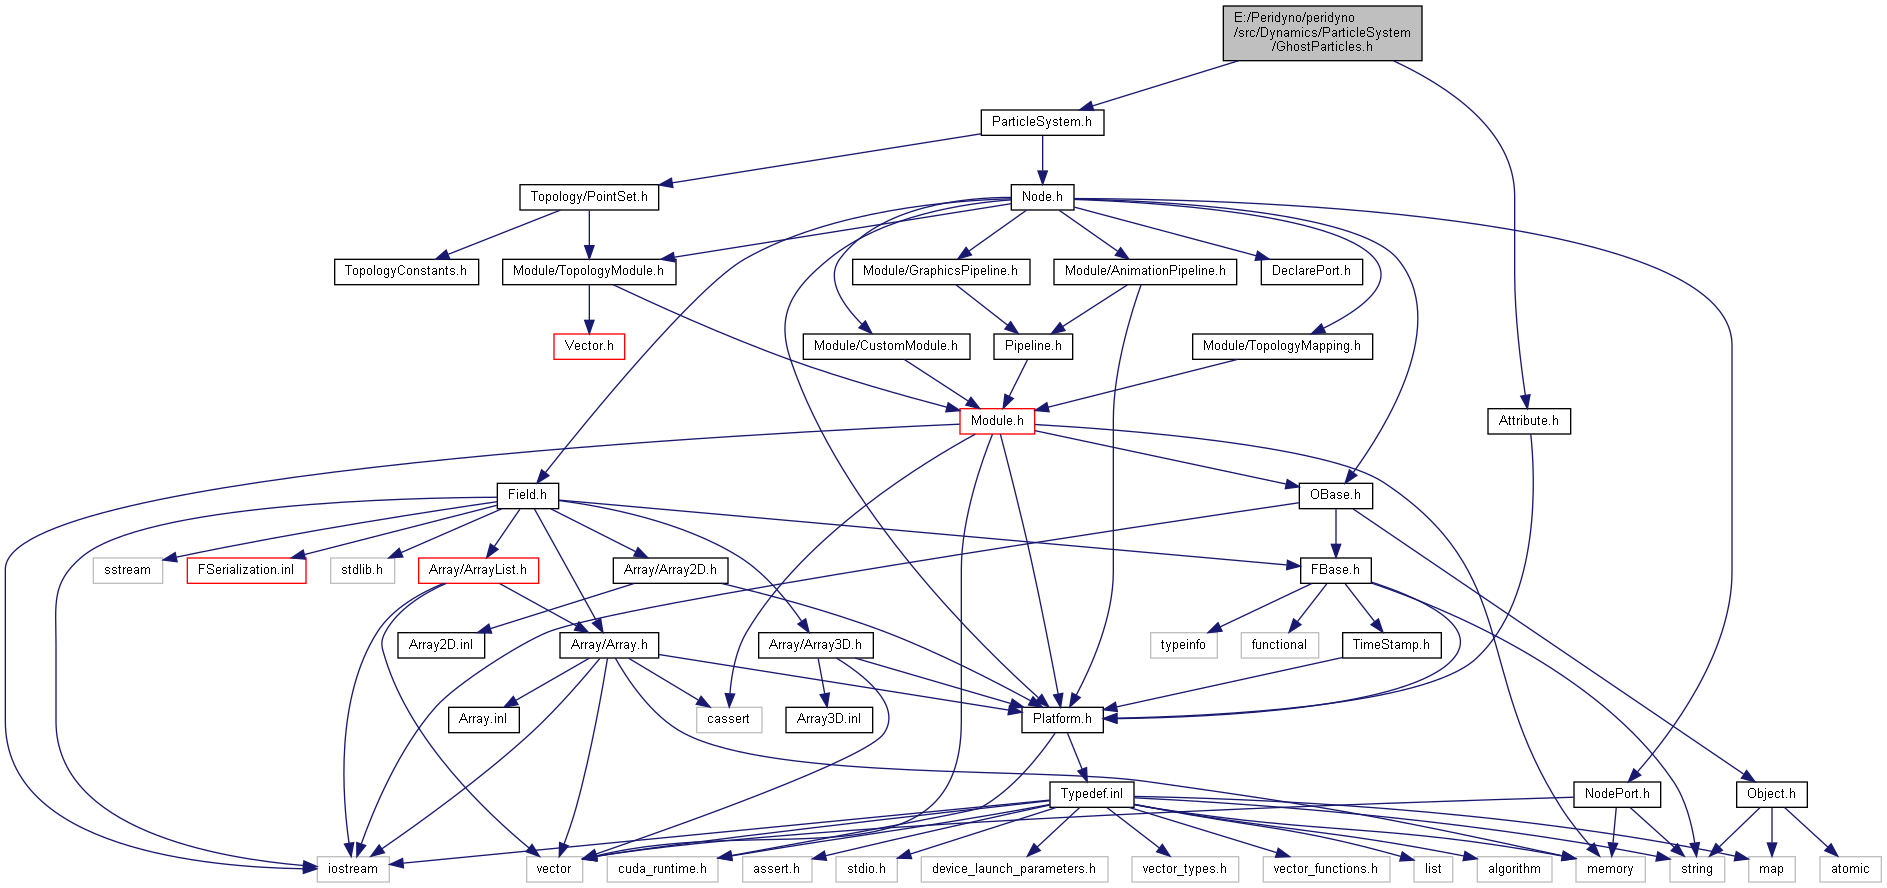 E:/Peridyno/peridyno
/src/Dynamics/ParticleSystem
/GhostParticles.h
ParticleSystem.h
Topology/PointSet.h
Node.h
TopologyConstants.h
Module/TopologyModule.h
Module/GraphicsPipeline.h
Module/AnimationPipeline.h
DeclarePort.h
Vector.h
Module/CustomModule.h
Pipeline.h
Module/TopologyMapping.h
Module.h
Attribute.h
Field.h
OBase.h
sstream
FSerialization.inl
stdlib.h
Array/ArrayList.h
Array/Array2D.h
FBase.h
Array2D.inl
Array/Array.h
Array/Array3D.h
typeinfo
functional
TimeStamp.h
Array.inl
cassert
Array3D.inl
Platform.h
Typedef.inl
NodePort.h
Object.h
iostream
vector
cuda_runtime.h
assert.h
stdio.h
device_launch_parameters.h
vector_types.h
vector_functions.h
list
algorithm
memory
string
map
atomic